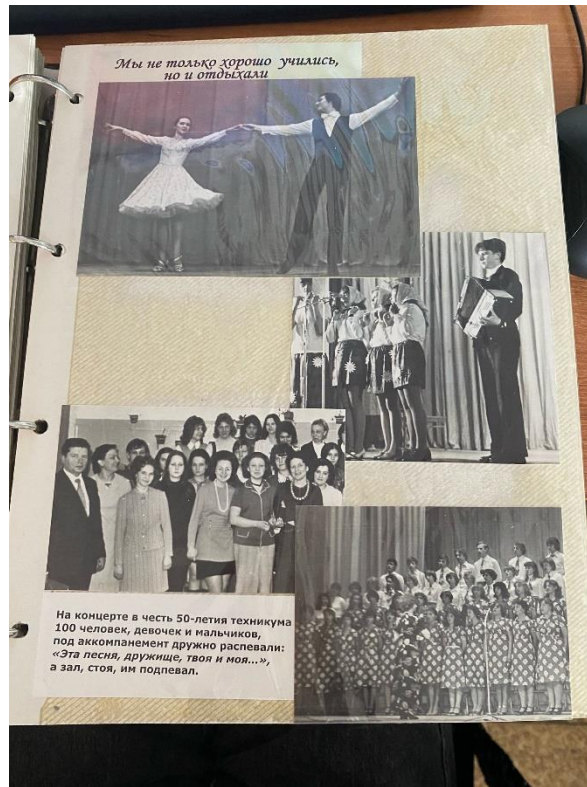 Мы не только хорошо учились,
но и отдыхали
На концерте в честь 50-летия техникума
100 человек, девочек и мальчиков,
под аккомпанемент дружно распевали:
«Эта песня, дружище, твоя и моя...»,
а зал, стоя, им подпевал.